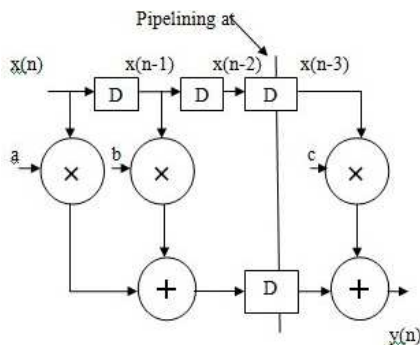 Pipelining at
x(n)
x(n-1)
x(n-2)
x(n-3)
D
D
D
a
b
c
×
×
×
+
D
+
y(n)